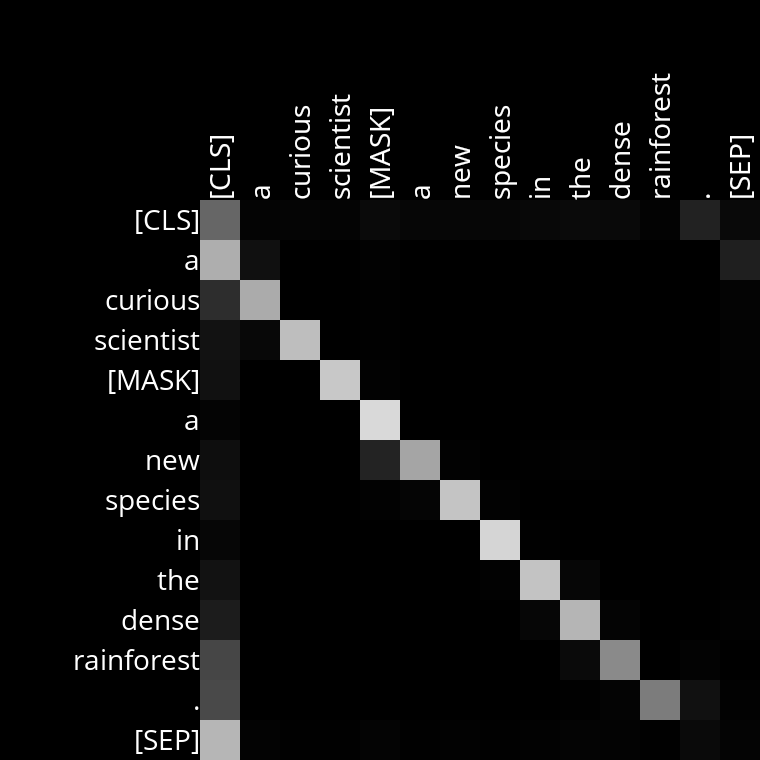 [CLS]
a
curious
scientist
[MASK]
a
new
species
in
the
dense
rainforest
.
[SEP]
[CLS]
a
curious
scientist
[MASK]
a
new
species
in
the
dense
rainforest
.
[SEP]